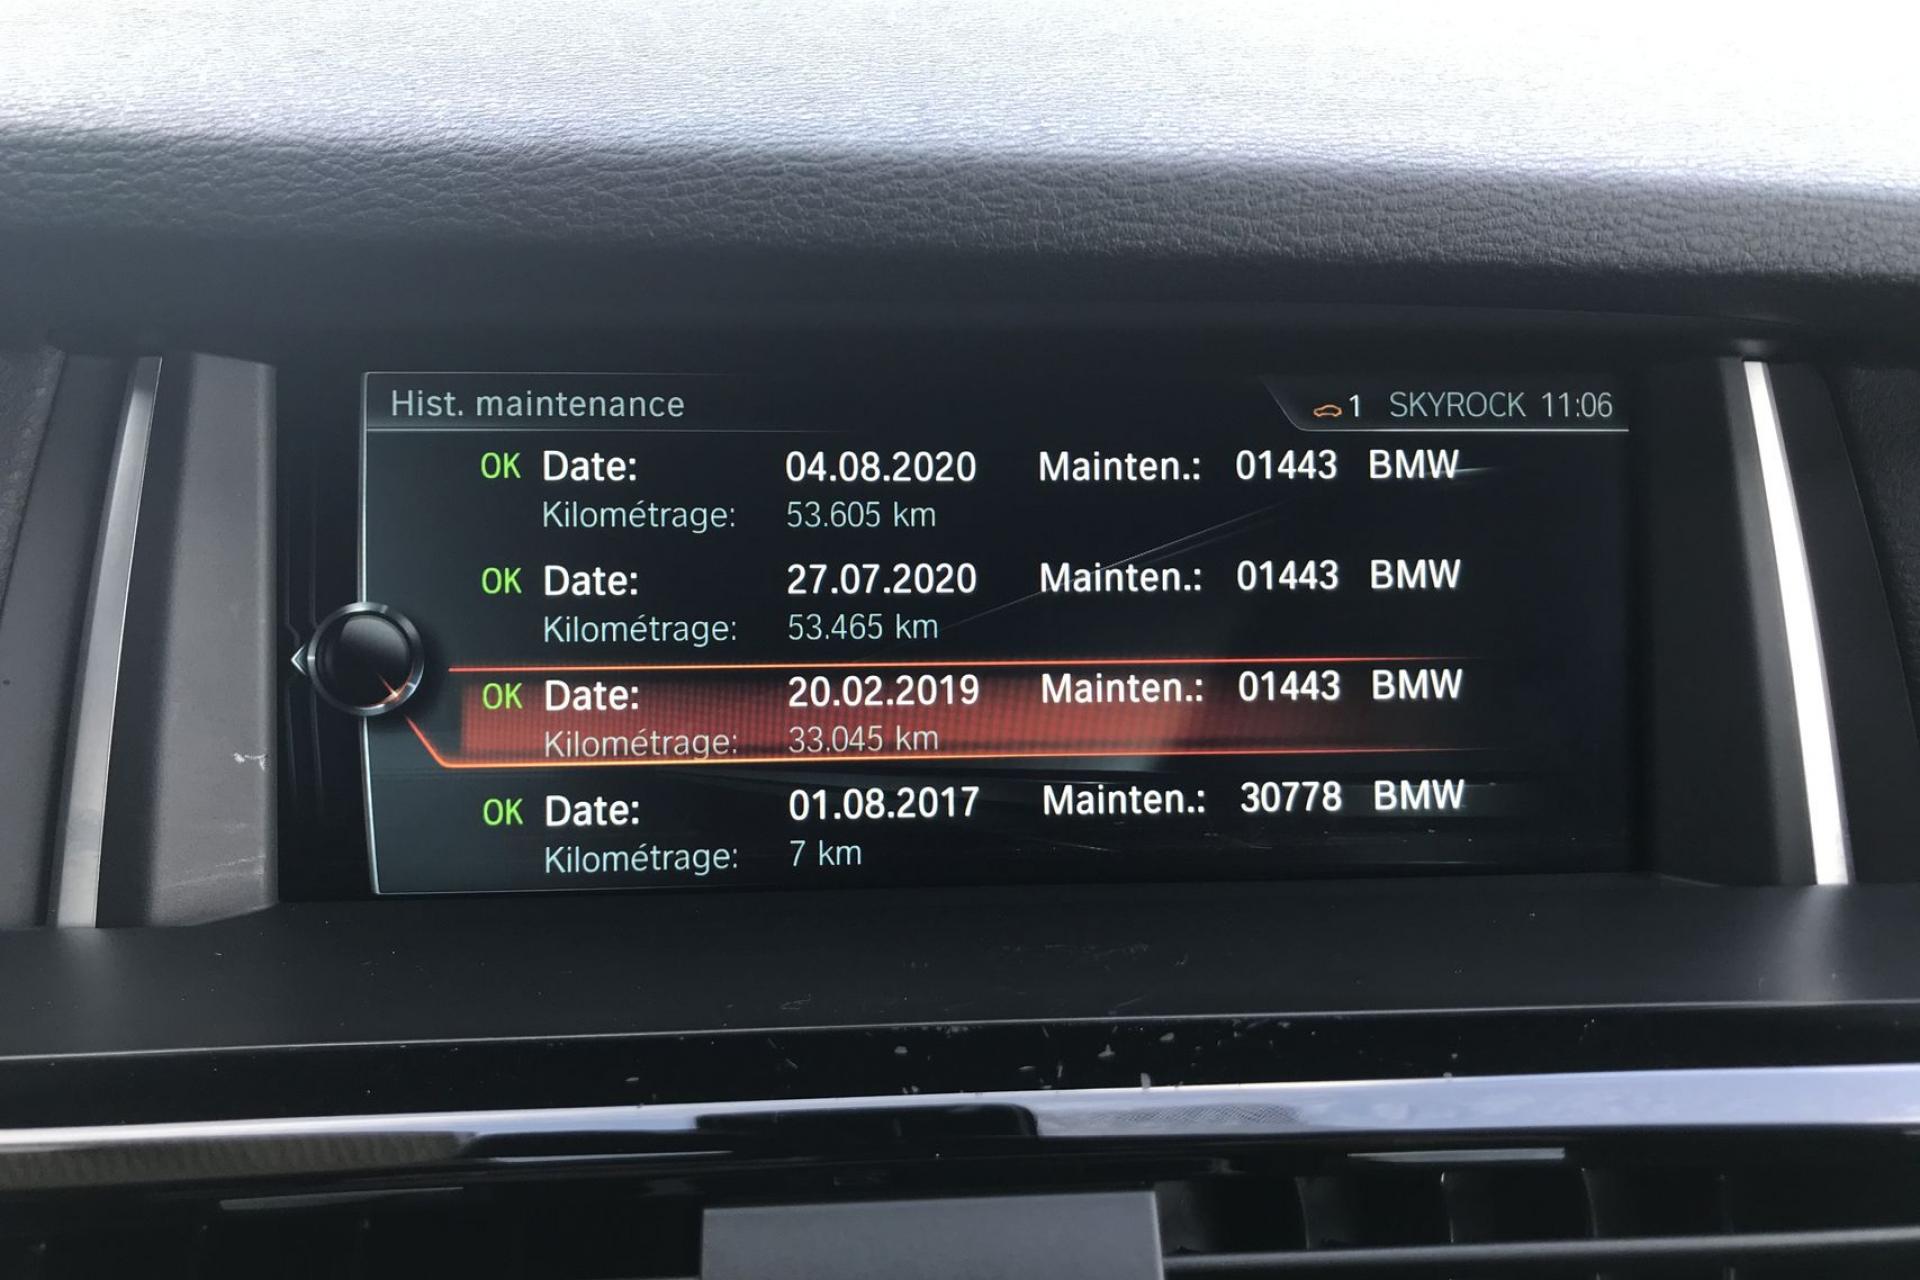 Hist. maintenance 1 SKYROCK 11:06
OK Date: 04.08.2020 Mainten.: 01443 BMW
Kilométrage: 53.605 km
OK Date: 27.07.2020 Mainten.: 01443 BMW
Kilométrage: 53.465 km
OK Date: 20.02.2019 Mainten.: 01443 BMW
Kilométrage: 33.045 km
OK Date: 01.08.2017 Mainten.: 30778 BMW
Kilométrage: 7 km